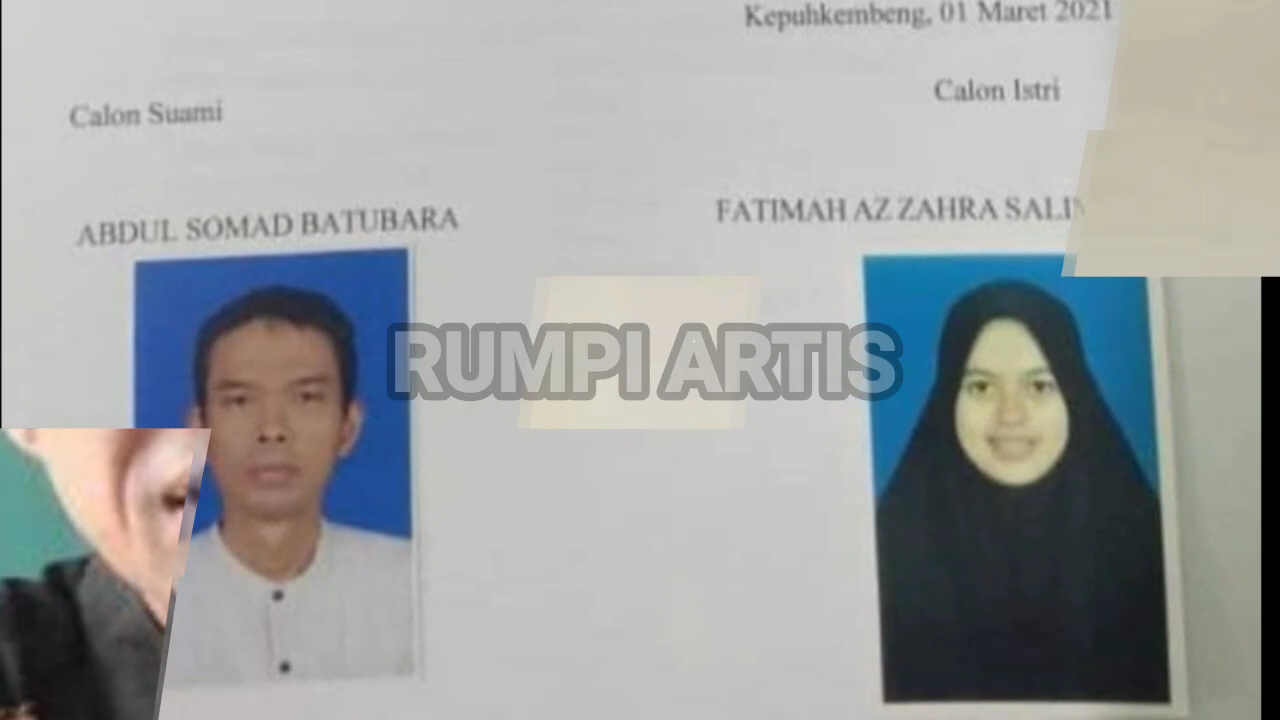 Kepuhkembeng, 01 Maret 2021
Calon Suami
Calon Istri
ABDUL SOMAD BATUBARA
FATIMAH AZ ZAHRA
RUMPI ARTIS